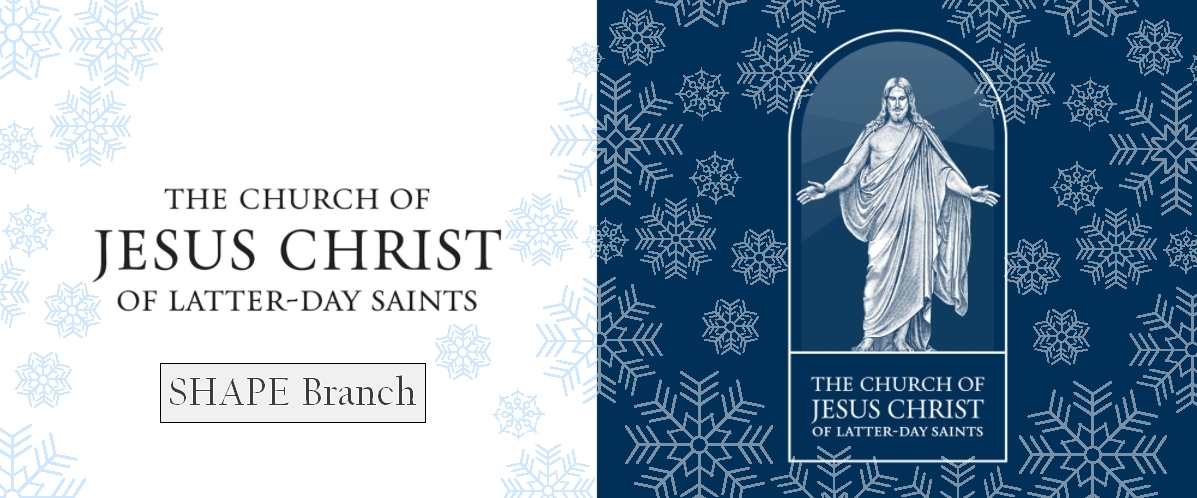 THE CHURCH OF
JESUS CHRIST
OF LATTER-DAY SAINTS
SHAPE Branch
THE CHURCH OF
JESUS CHRIST
OF LATTER-DAY SAINTS